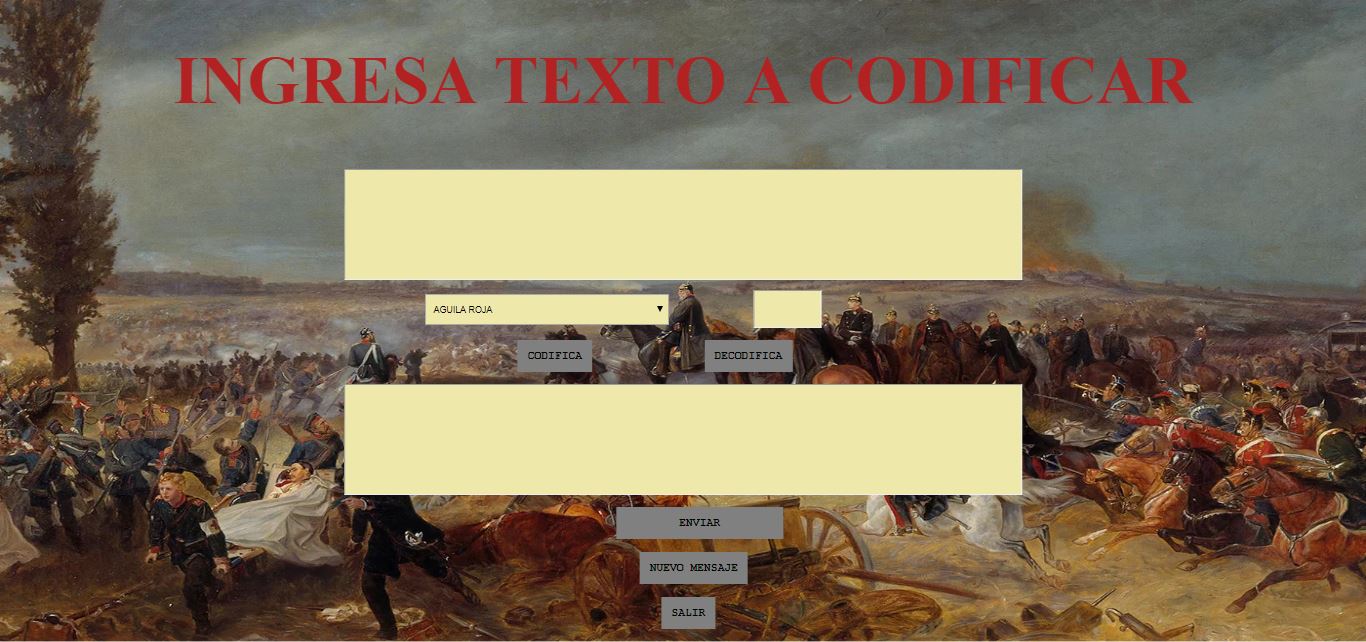 INGRESA TEXTO A CODIFICAR
AGUILA ROJA
CODIFICA DECODIFICA
ENVIAR
NUEVO MENSAJE
SALIR